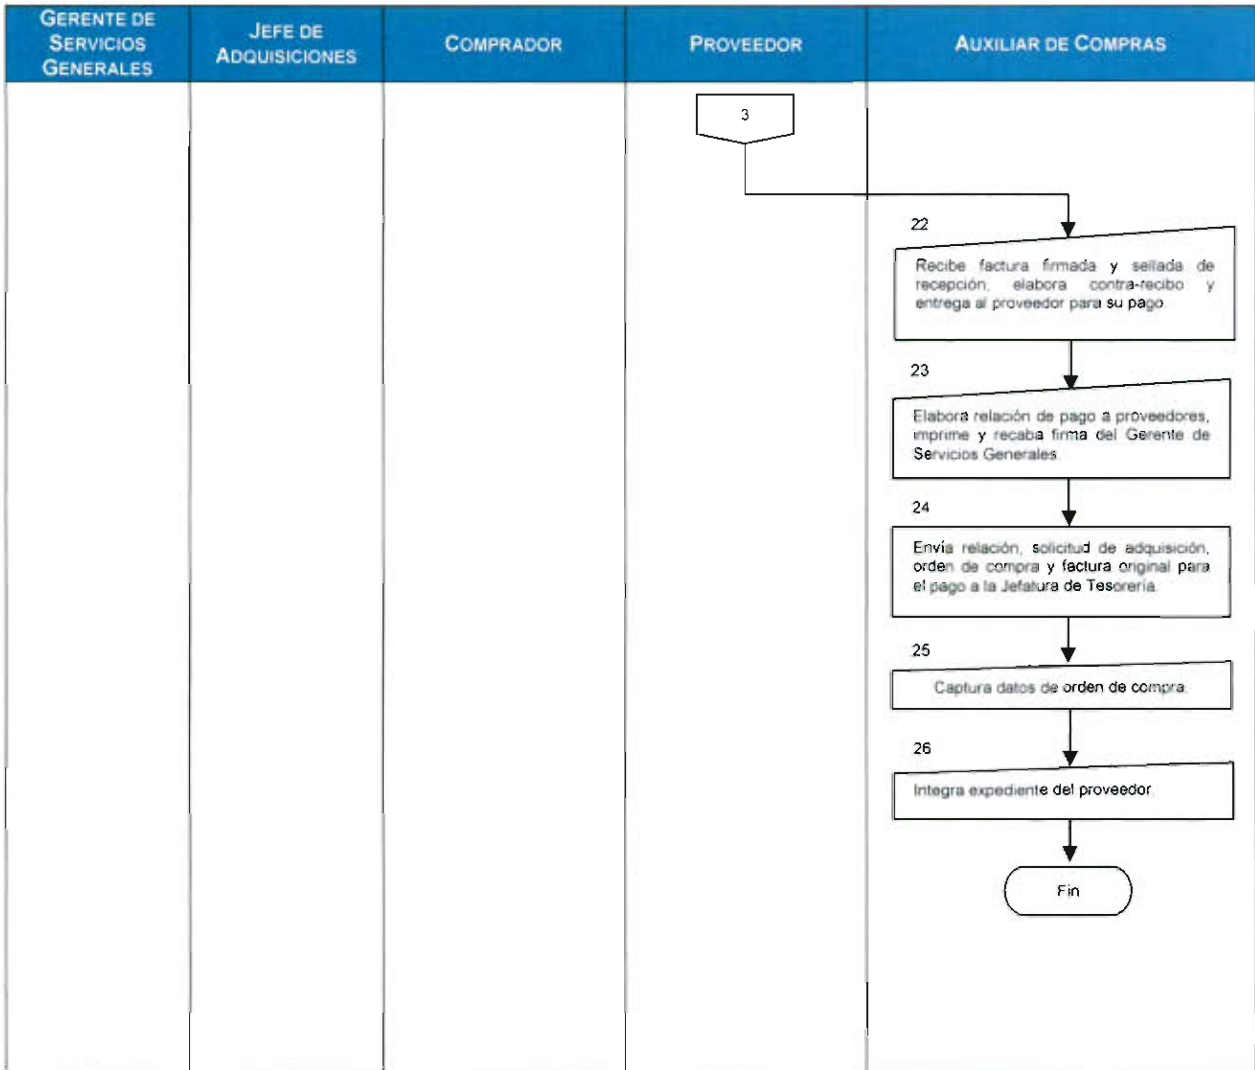 GERENTE DE
SERVICIOS
GENERALES
JEFE DE
ADQUISICIONES
COMPRADOR
PROVEEDOR
AUXILIAR DE COMPRAS
3
22
Recibe factura firmada y sellada de
recepción, elabora contra-recibo y
entrega al proveedor para su pago
23
Elabora relación de pago a proveedores,
imprime y recaba firma del Gerente de
Servicios Generales.
24
Envía relación, solicitud de adquisición,
orden de compra y factura original para
el pago a la Jefatura de Tesorería.
25
Captura datos de orden de compra.
26
Integra expediente del proveedor.
Fin